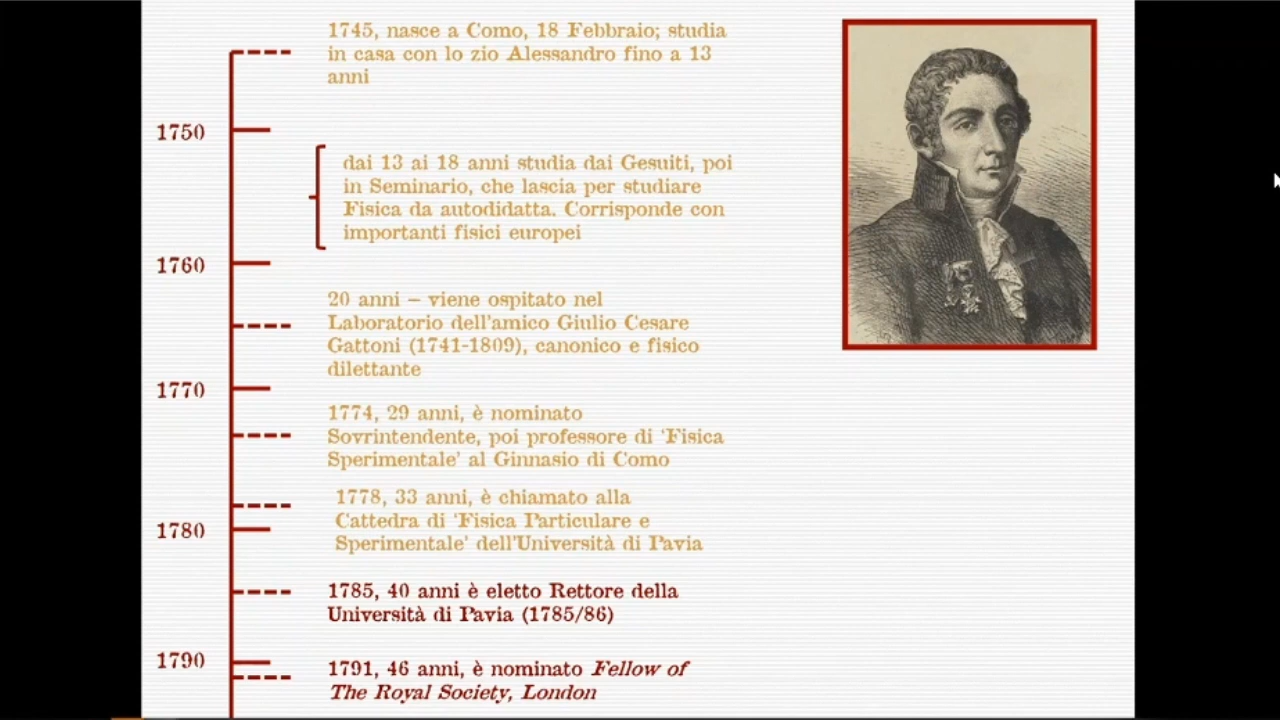 1745, nasce a Como, 18 Febbraio; studia
in casa con lo zio Alessandro fino a 13
anni
1750
dai 13 ai 18 anni studia dai Gesuiti, poi
in Seminario, che lascia per studiare
Fisica da autodidatta. Corrisponde con
importanti fisici europei
1760
20 anni – viene ospitato nel
Laboratorio dell'amico Giulio Cesare
Gattoni (1741-1809), canonico e fisico
dilettante
1770
1774, 29 anni, è nominato
Sovrintendente, poi professore di 'Fisica
Sperimentale' al Ginnasio di Como
1778, 33 anni, è chiamato alla
Cattedra di 'Fisica Particulare e
Sperimentale' dell'Università di Pavia
1780
1785, 40 anni è eletto Rettore della
Università di Pavia (1785/86)
1790
1791, 46 anni, è nominato Fellow of
The Royal Society, London